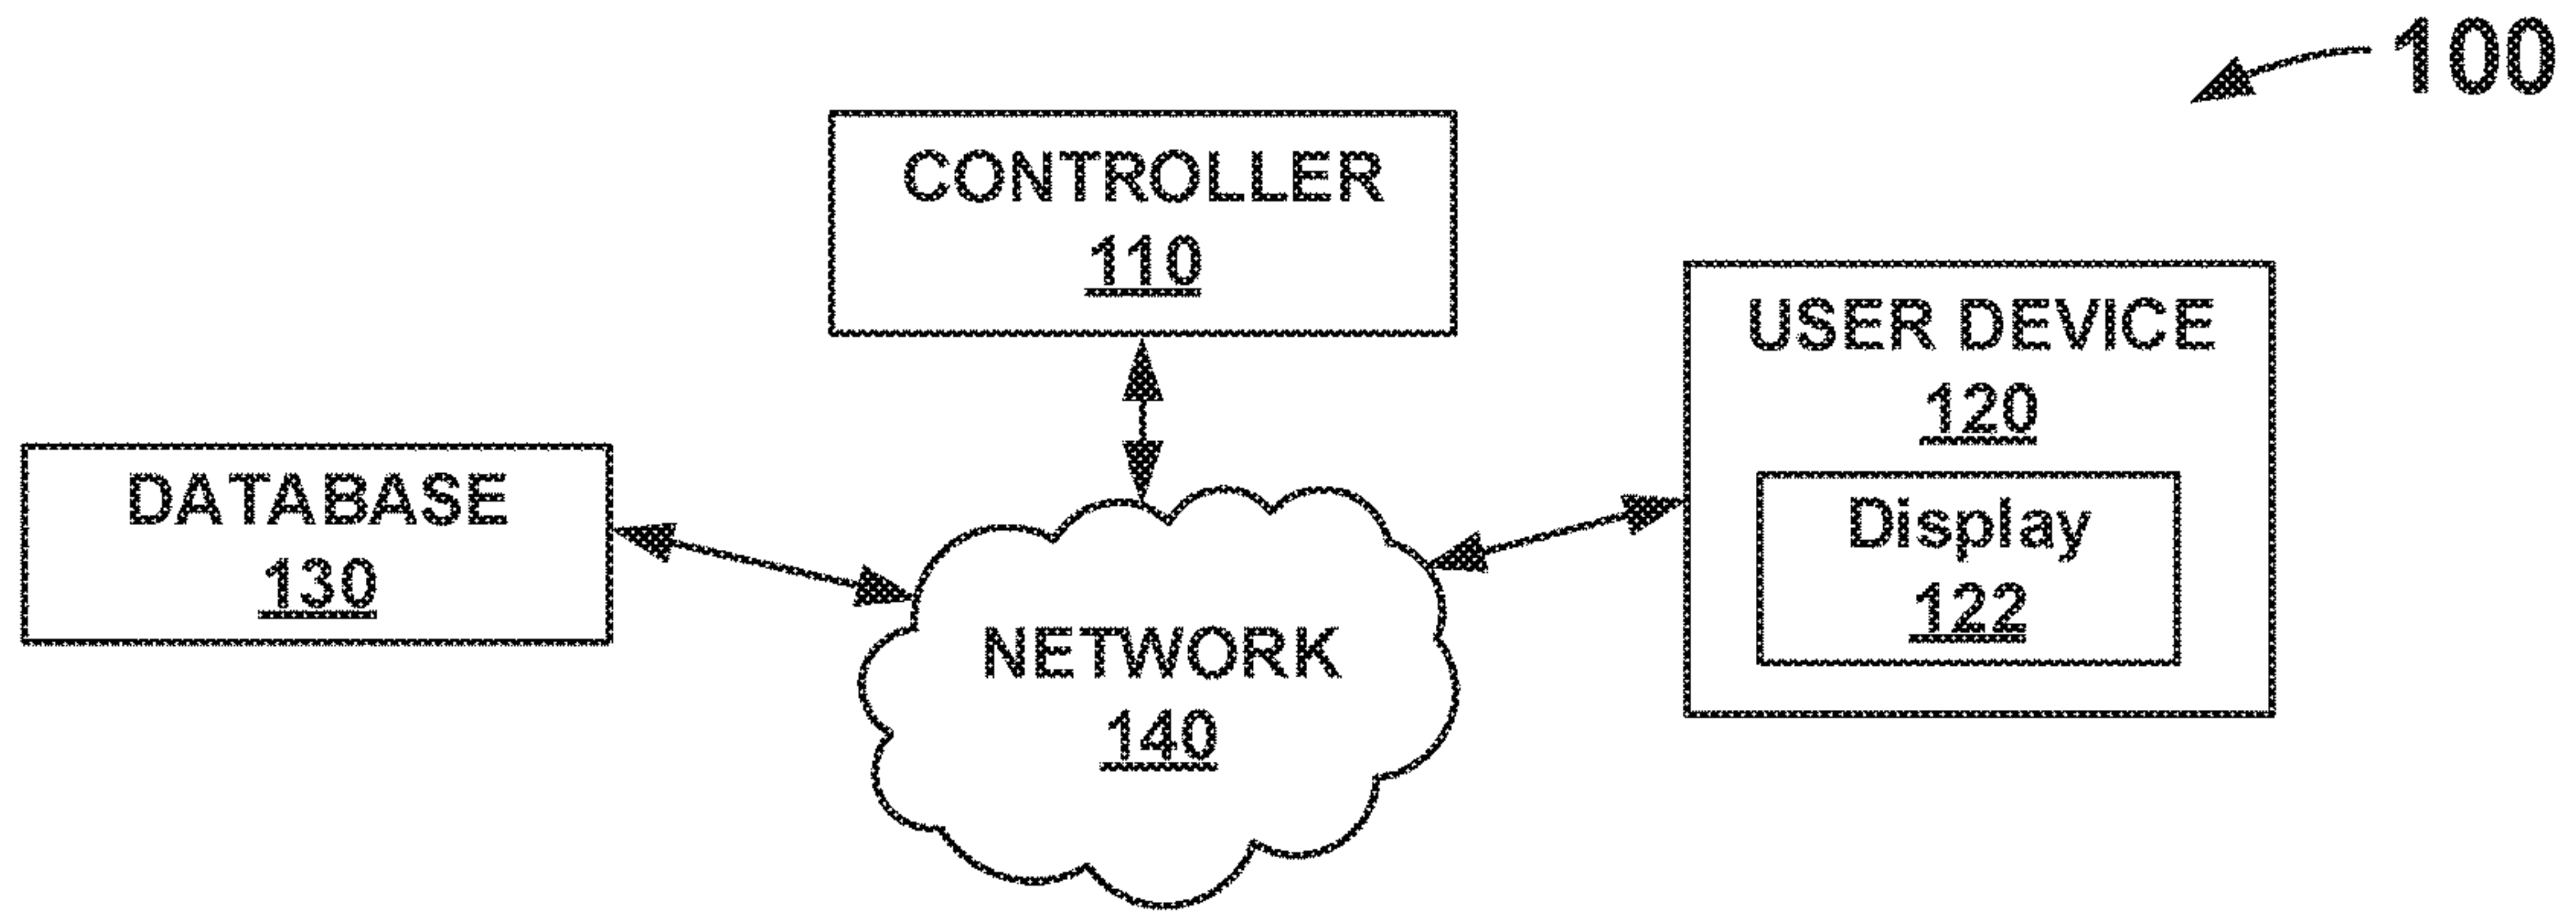 100
CONTROLLER
110
USER DEVICE
120
Display
122
DATABASE
130
NETWORK
140